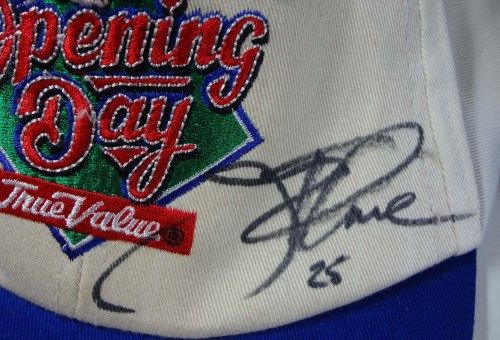 Opening
Day
True Value ®
25